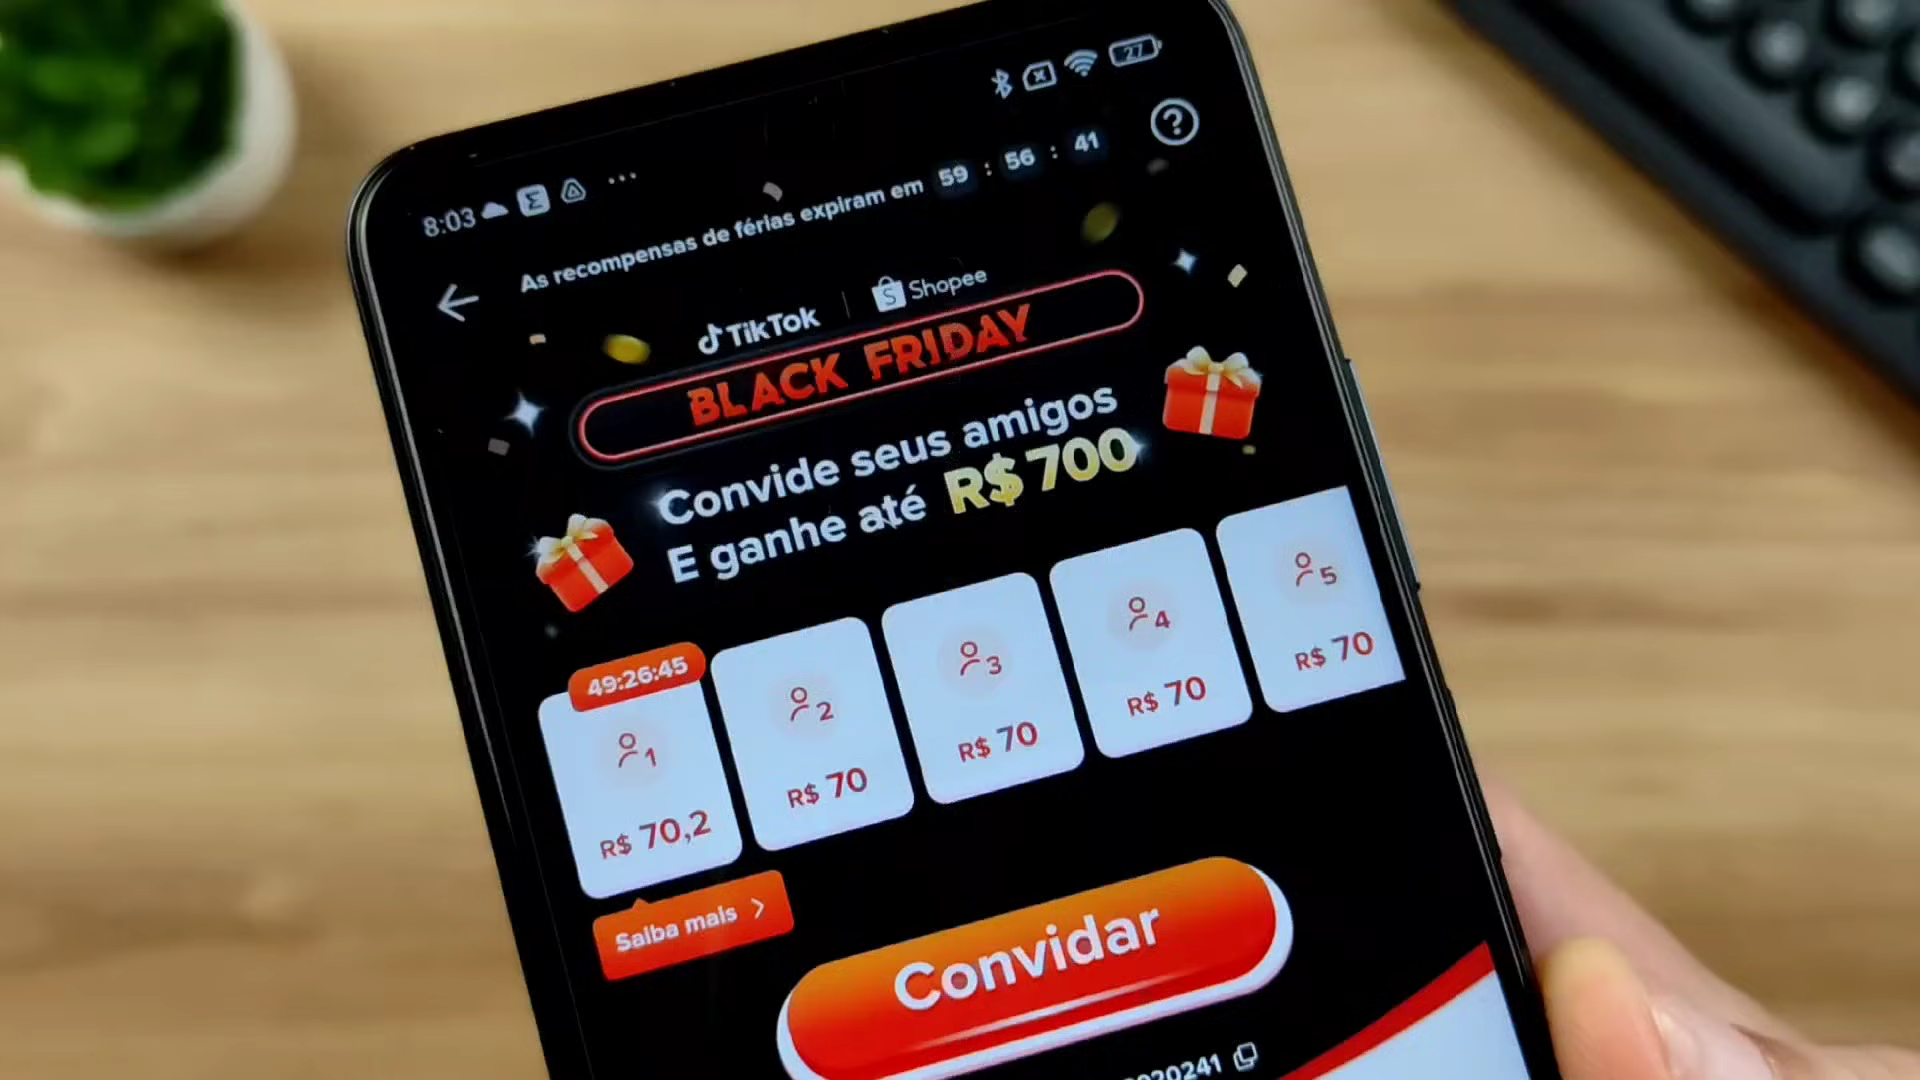 27
8:03
As recompensas de férias expiram em 59 : 56 : 41
TikTok | Shopee
BLACK FRIDAY
Convide seus amigos
E ganhe até R$ 700
49:26:45
1
R$ 70,2
2
R$ 70
3
R$ 70
4
R$ 70
5
R$ 70
Saiba mais >
Convidar
020241